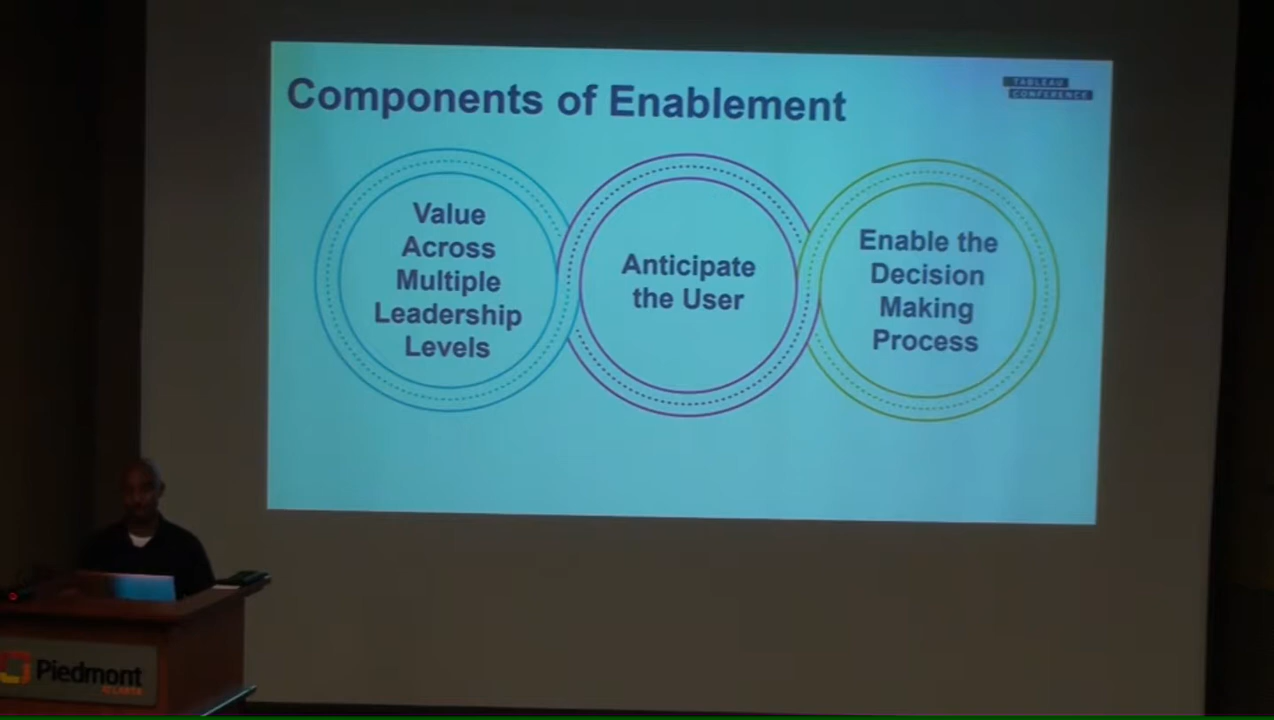 Components of Enablement
TABLEAU
CONFERENCE
Value
Across
Multiple
Leadership
Levels
Anticipate
the User
Enable the
Decision
Making
Process
Piedmont
ATLANTA